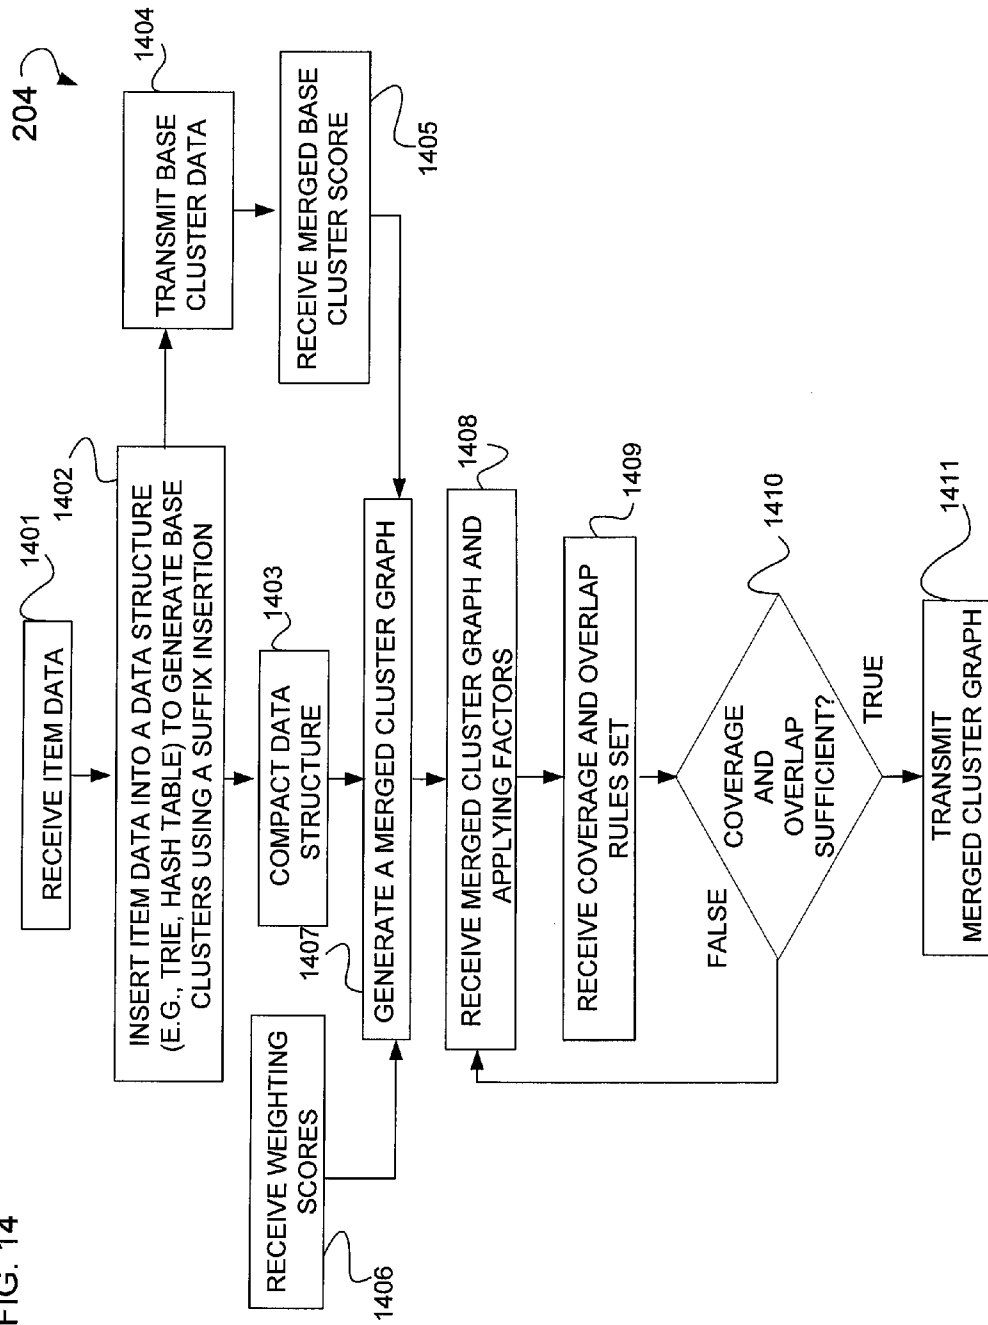 FIG. 14
204
1401
RECEIVE ITEM DATA
1402
INSERT ITEM DATA INTO A DATA STRUCTURE
(E.G., TRIE, HASH TABLE) TO GENERATE BASE
CLUSTERS USING A SUFFIX INSERTION
1404
TRANSMIT BASE
CLUSTER DATA
1403
COMPACT DATA
STRUCTURE
RECEIVE MERGED BASE
CLUSTER SCORE
1405
RECEIVE WEIGHTING
SCORES
1406
1407
GENERATE A MERGED CLUSTER GRAPH
1408
RECEIVE MERGED CLUSTER GRAPH AND
APPLYING FACTORS
1409
RECEIVE COVERAGE AND OVERLAP
RULES SET
1410
COVERAGE
AND
OVERLAP
SUFFICIENT?
FALSE
TRUE
1411
TRANSMIT
MERGED CLUSTER GRAPH